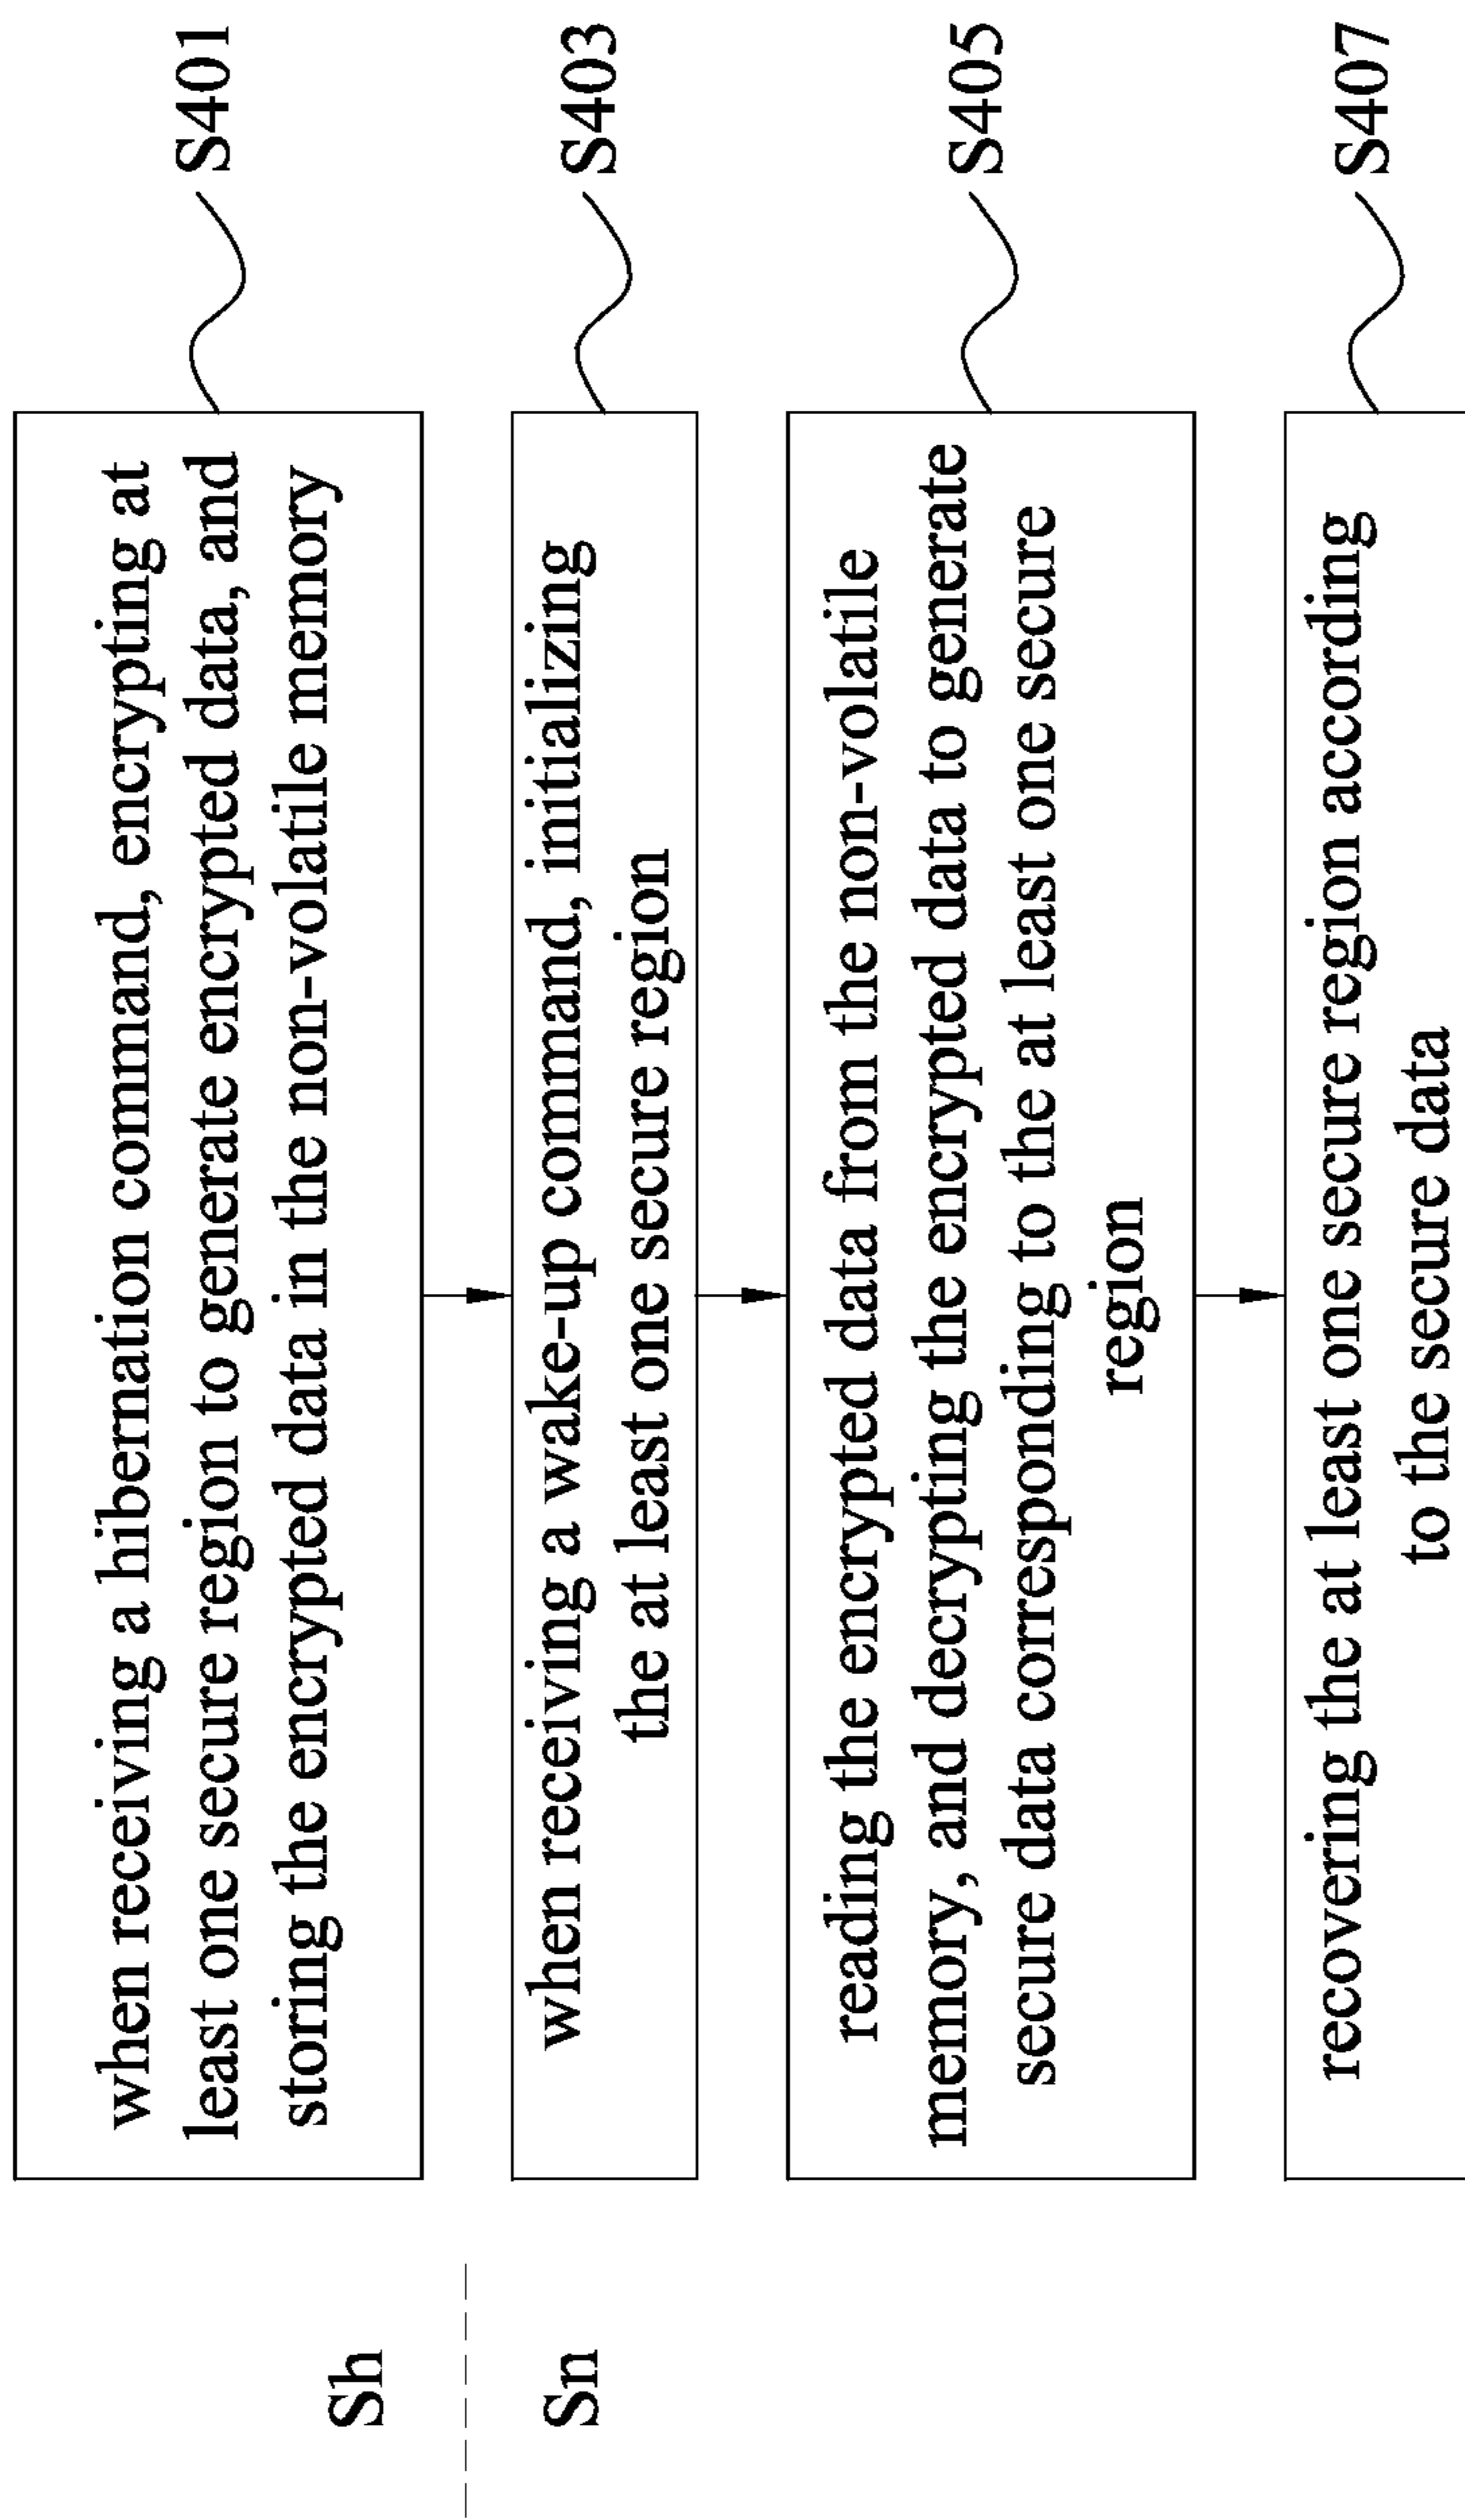 when receiving a hibernation command, encrypting at
least one secure region to generate encrypted data, and
storing the encrypted data in the non-volatile memory
S401
Sh
Sn
when receiving a wake-up command, initializing
the at least one secure region
S403
reading the encrypted data from the non-volatile
memory, and decrypting the encrypted data to generate
secure data corresponding to the at least one secure
region
S405
recovering the at least one secure region according
to the secure data
S407